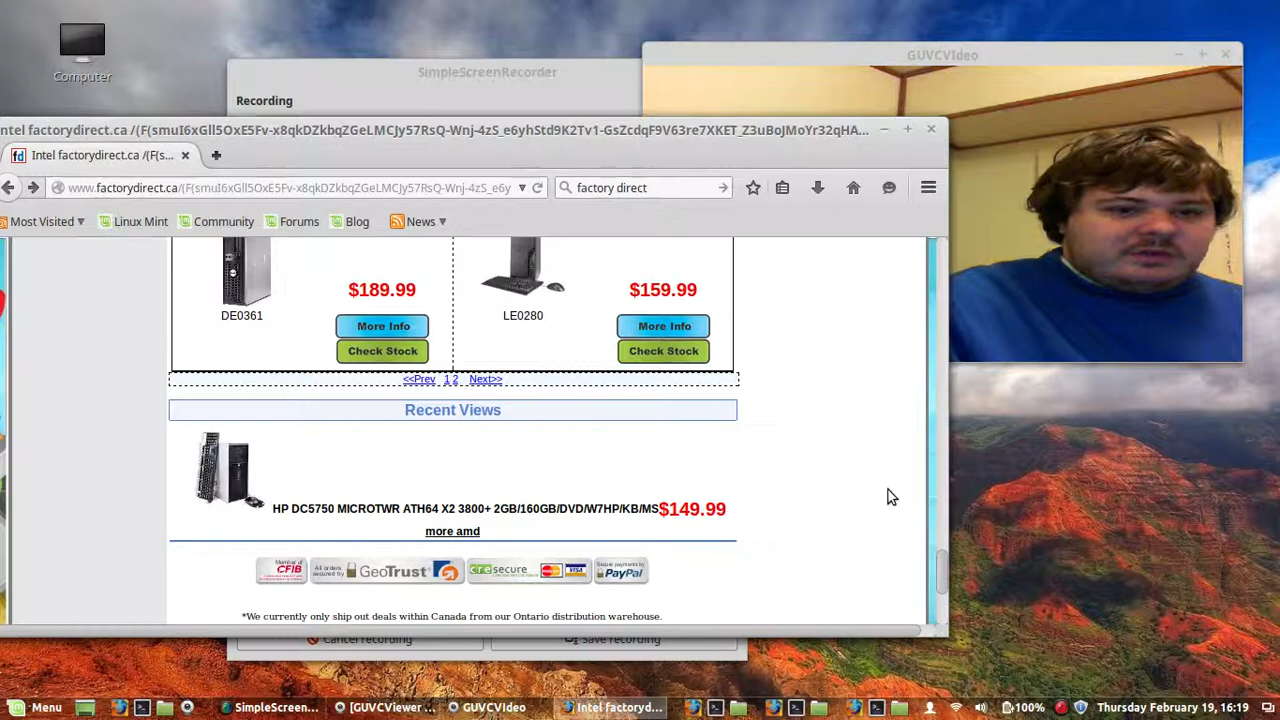 Computer
SimpleScreenRecorder
GUVCVIdeo
Recording
Intel factorydirect.ca /(F(smuI6xGll5OxE5Fv-x8qkDZkbqZGeLMCJy57RsQ-Wnj-4zS_e6yhStd9K2Tv1-GsZcdqF9V63re7XKET_Z3uBoJMoYr32qHA...
fd Intel factorydirect.ca /(F(s...
www.factorydirect.ca/(F(smuI6xGll5OxE5Fv-x8qkDZkbqZGeLMCJy57RsQ-Wnj-4zS_e6y
factory direct
Most Visited
Linux Mint
Community
Forums
Blog
News
$189.99
$159.99
DE0361
LE0280
More Info
More Info
Check Stock
Check Stock
<<Prev 1 2 Next>>
Recent Views
HP DC5750 MICROTWR ATH64 X2 3800+ 2GB/160GB/DVD/W7HP/KB/MS$149.99
more amd
Member of CFIB
All orders secured by GeoTrust
cresecure VISA
Secure payments by PayPal
*We currently only ship out deals within Canada from our Ontario distribution warehouse.
Cancel recording
Save recording
Menu
SimpleScreen...
[GUVCViewer ...
GUVCVIdeo
Intel factoryd...
100%
Thursday February 19, 16:19